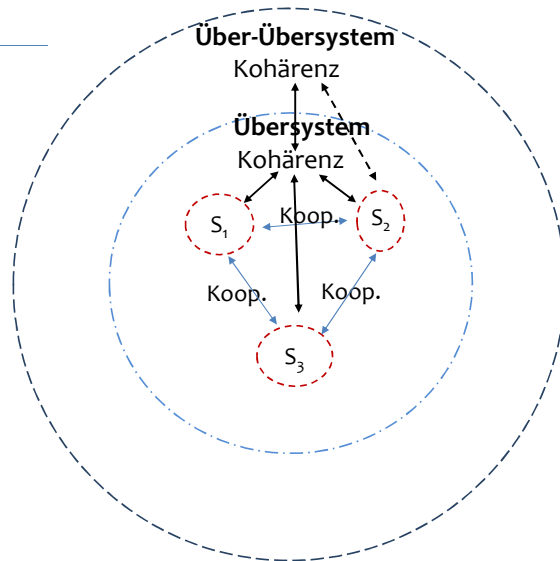 Über-Übersystem
Kohärenz
Übersystem
Kohärenz
S₁
Koop.
S₂
Koop.
Koop.
S₃